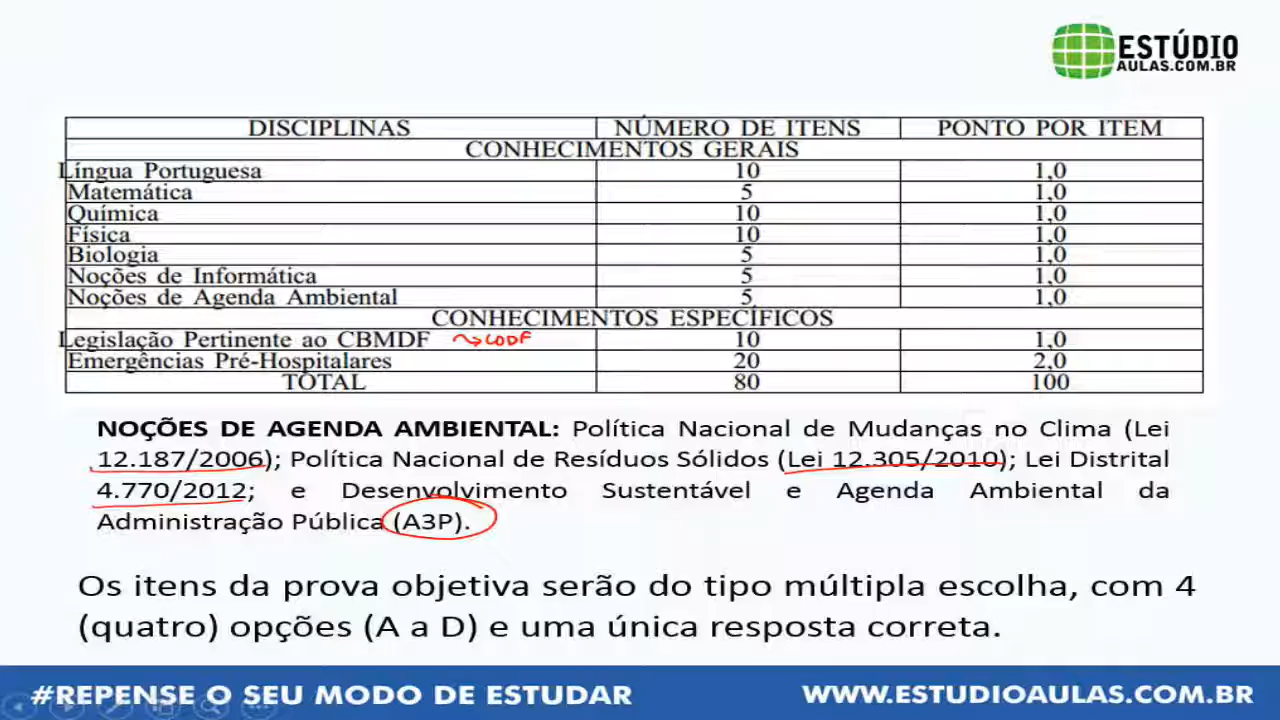 ESTÚDIO
AULAS.COM.BR
DISCIPLINAS NÚMERO DE ITENS PONTO POR ITEM
CONHECIMENTOS GERAIS
Língua Portuguesa 10 1,0
Matemática 5 1,0
Química 10 1,0
Física 10 1,0
Biologia 5 1,0
Noções de Informática 5 1,0
Noções de Agenda Ambiental 5 1,0
CONHECIMENTOS ESPECÍFICOS
Legislação Pertinente ao CBMDF LODF 10 1,0
Emergências Pré-Hospitalares 20 2,0
TOTAL 80 100
NOÇÕES DE AGENDA AMBIENTAL: Política Nacional de Mudanças no Clima (Lei
12.187/2006); Política Nacional de Resíduos Sólidos (Lei 12.305/2010); Lei Distrital
4.770/2012; e Desenvolvimento Sustentável e Agenda Ambiental da
Administração Pública (A3P).
Os itens da prova objetiva serão do tipo múltipla escolha, com 4
(quatro) opções (A a D) e uma única resposta correta.
#REPENSE O SEU MODO DE ESTUDAR WWW.ESTUDIOAULAS.COM.BR